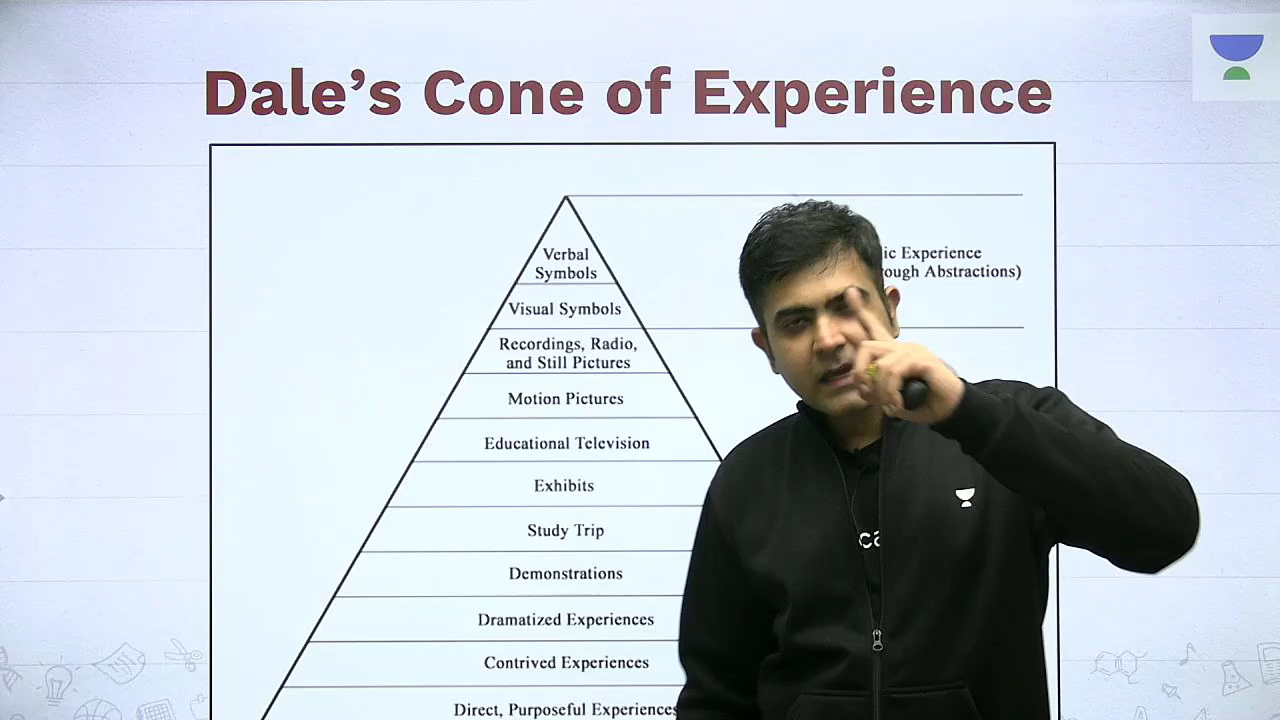 Dale's Cone of Experience
Verbal
Symbols
ic Experience
ough Abstractions)
Visual Symbols
Recordings, Radio,
and Still Pictures
Motion Pictures
Educational Television
Exhibits
Study Trip
Demonstrations
Dramatized Experiences
Contrived Experiences
Direct, Purposeful Experiences
ca